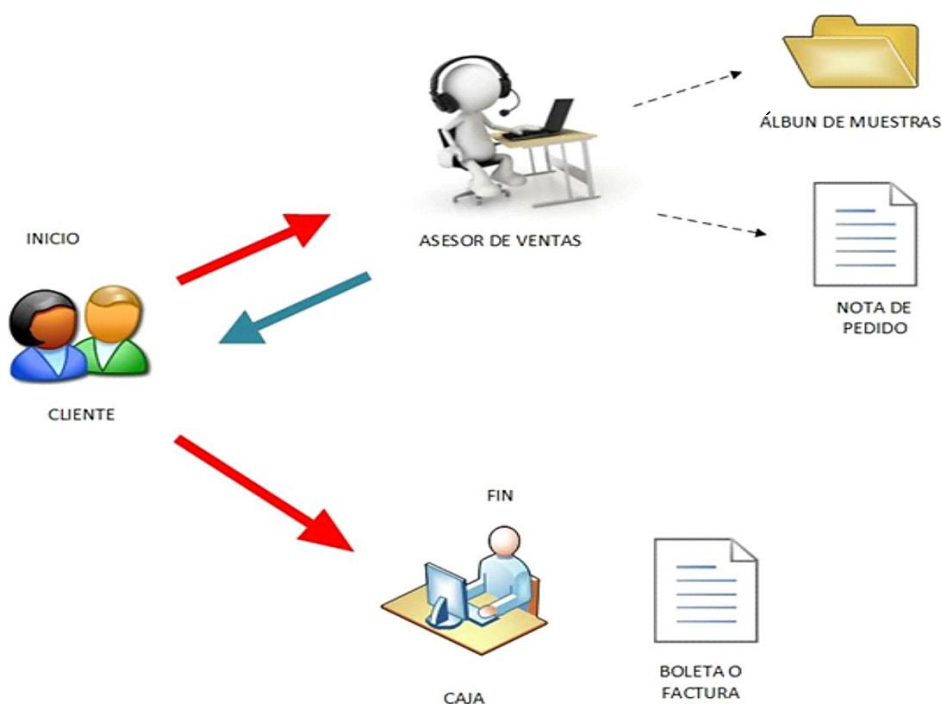 ÁLBUN DE MUESTRAS
ASESOR DE VENTAS
INICIO
NOTA DE
PEDIDO
CLIENTE
FIN
CAJA
BOLETA O
FACTURA